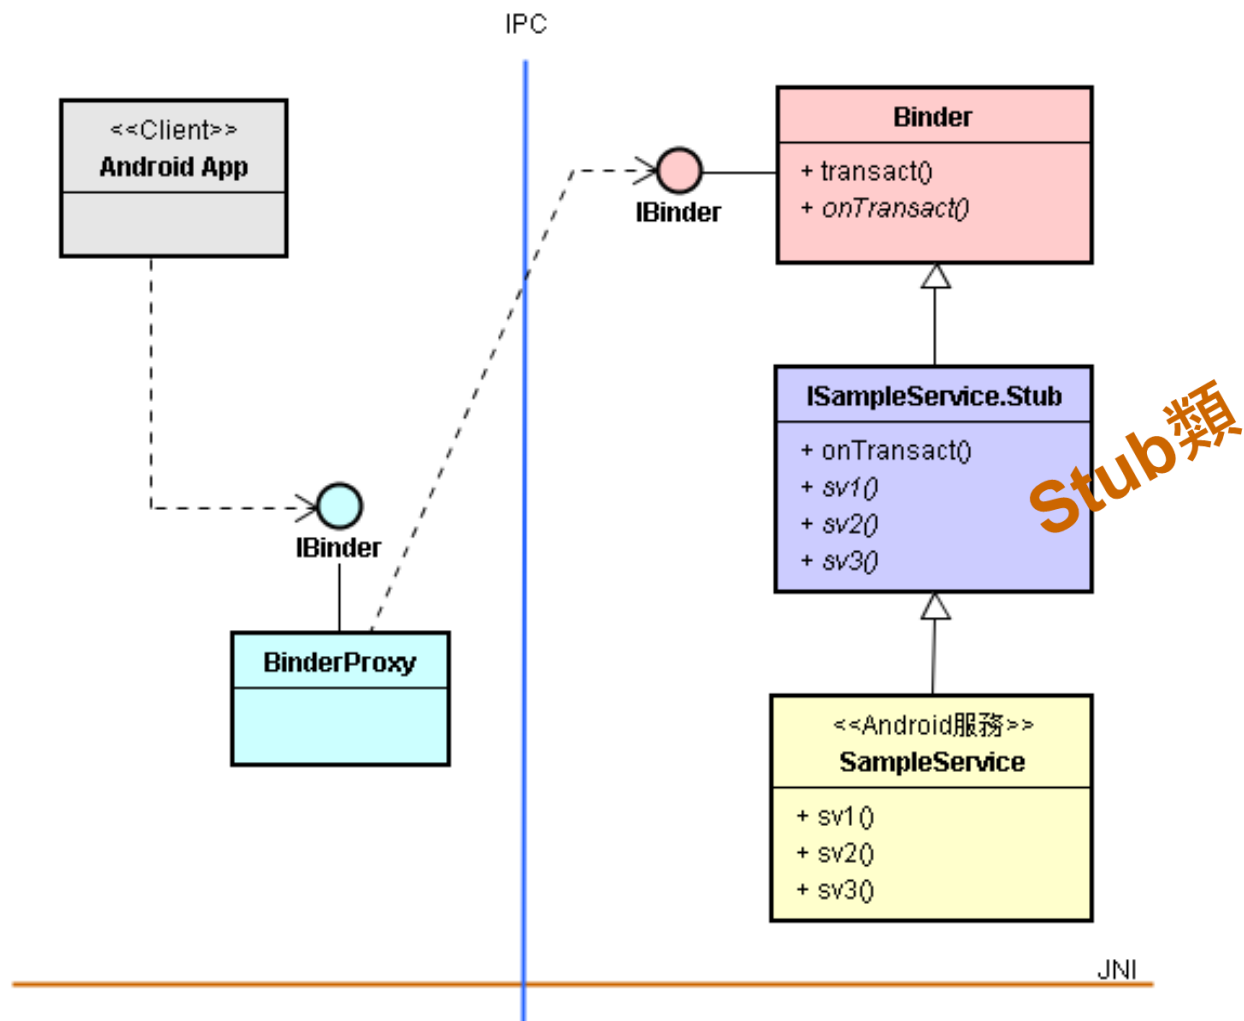 IPC
<<Client>>
Android App
IBinder
BinderProxy
IBinder
Binder
+ transact()
+ onTransact()
ISampleService.Stub
+ onTransact()
+ sv1()
+ sv2()
+ sv3()
Stub類
<<Android服務>>
SampleService
+ sv1()
+ sv2()
+ sv3()
JNI